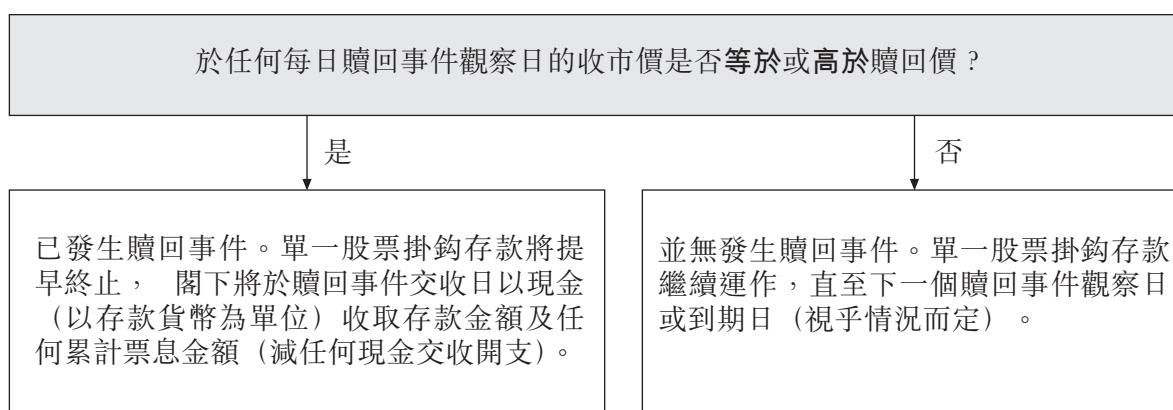 於任何每日贖回事件觀察日的收市價是否等於或高於贖回價？
是
否
已發生贖回事件。單一股票掛鈎存款將提
早終止， 閣下將於贖回事件交收日以現金
（以存款貨幣為單位）收取存款金額及任
何累計票息金額（減任何現金交收開支）。
並無發生贖回事件。單一股票掛鈎存款
繼續運作，直至下一個贖回事件觀察日
或到期日（視乎情況而定）。